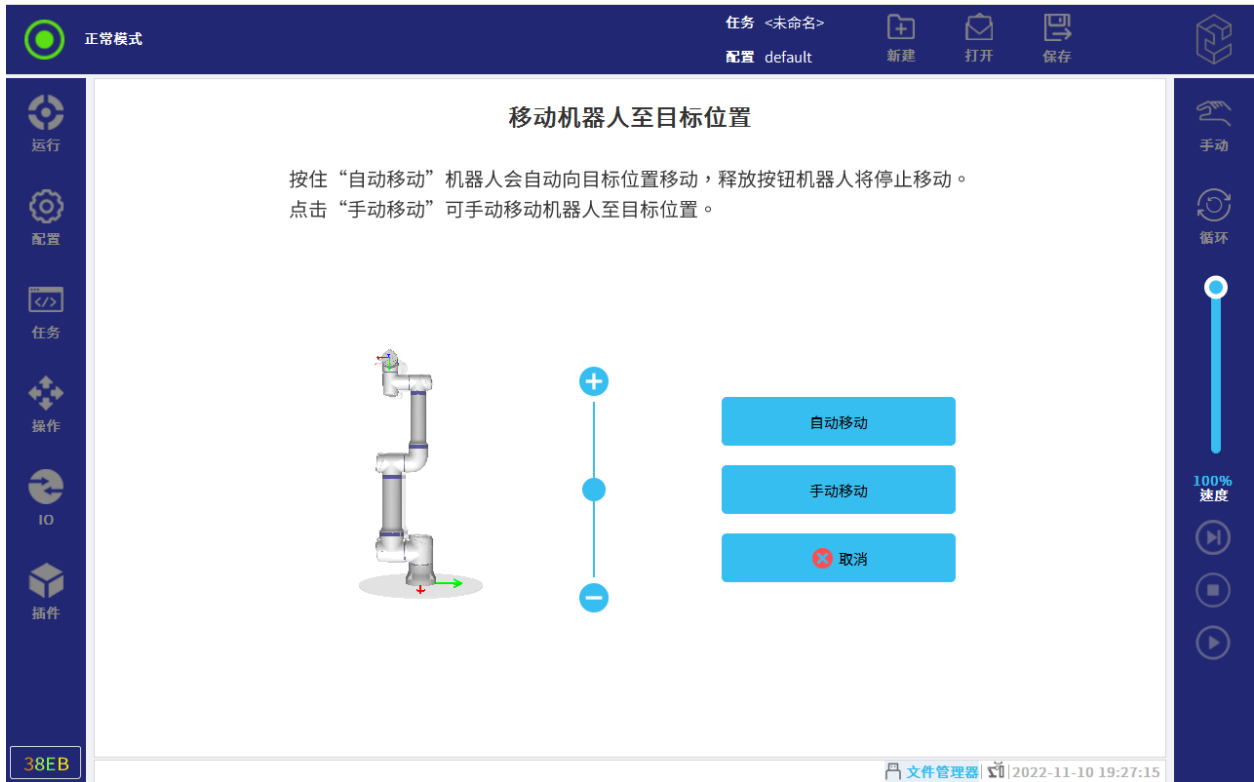 正常模式
任务 <未命名>
配置 default
新建
打开
保存
运行
配置
任务
操作
IO
插件
38EB
移动机器人至目标位置
按住“自动移动”机器人会自动向目标位置移动，释放按钮机器人将停止移动。
点击“手动移动”可手动移动机器人至目标位置。
自动移动
手动移动
取消
手动
循环
100%
速度
文件管理器
2022-11-10 19:27:15